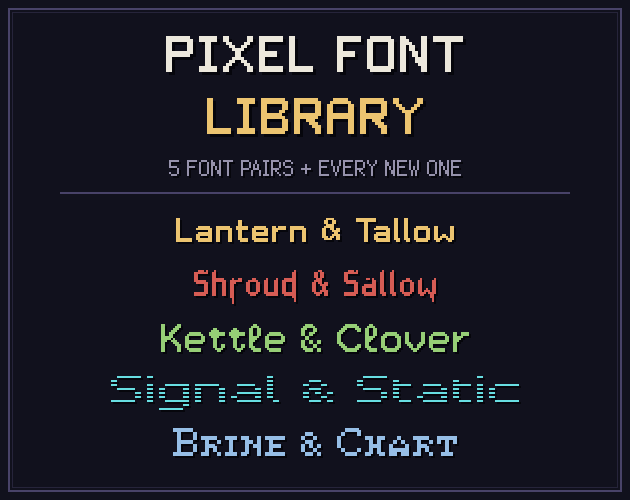 PIXEL FONT
LIBRARY
5 FONT PAIRS + EVERY NEW ONE
Lantern & Tallow
Shroud & Sallow
Kettle & Clover
Signal & Static
BRINE & CHART